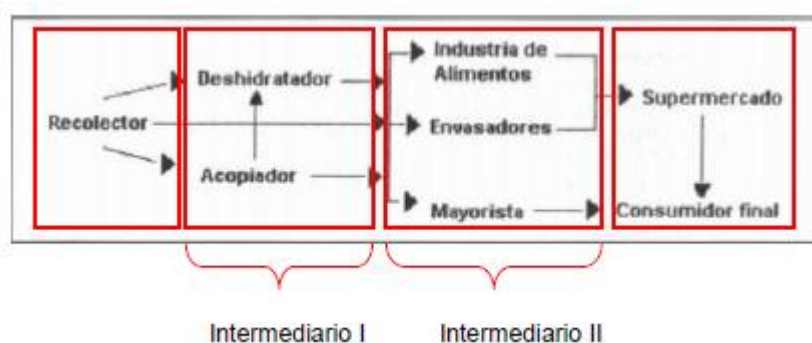 Recolector
Deshidratador
Acopiador
Industria de
Alimentos
Envasadores
Mayorista
Supermercado
Consumidor final
Intermediario I
Intermediario II